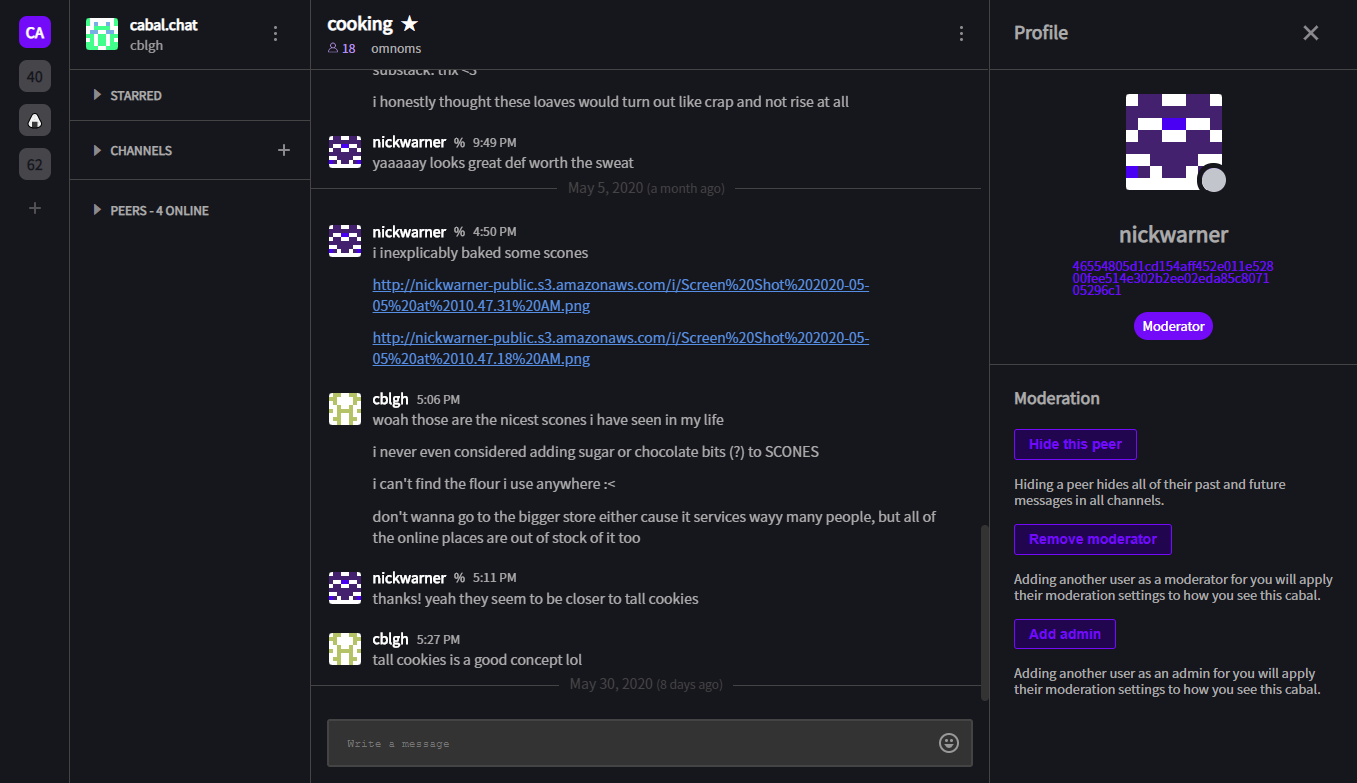 CA
40
62
+
cabal.chat
cblgh
STARRED
CHANNELS
+
PEERS - 4 ONLINE
cooking ★
18 omnoms
substack: thx <3
i honestly thought these loaves would turn out like crap and not rise at all
nickwarner % 9:49 PM
yaaaaay looks great def worth the sweat
May 5, 2020 (a month ago)
nickwarner % 4:50 PM
i inexplicably baked some scones
http://nickwarner-public.s3.amazonaws.com/i/Screen%20Shot%202020-05-
05%20at%2010.47.31%20AM.png
http://nickwarner-public.s3.amazonaws.com/i/Screen%20Shot%202020-05-
05%20at%2010.47.18%20AM.png
cblgh 5:06 PM
woah those are the nicest scones i have seen in my life
i never even considered adding sugar or chocolate bits (?) to SCONES
i can't find the flour i use anywhere :<
don't wanna go to the bigger store either cause it services wayy many people, but all of
the online places are out of stock of it too
nickwarner % 5:11 PM
thanks! yeah they seem to be closer to tall cookies
cblgh 5:27 PM
tall cookies is a good concept lol
May 30, 2020 (8 days ago)
Write a message
Profile
nickwarner
46554805d1cd154aff452e011e528
00fee514e302b2ee02eda85c8071
05296c1
Moderator
Moderation
Hide this peer
Hiding a peer hides all of their past and future
messages in all channels.
Remove moderator
Adding another user as a moderator for you will apply
their moderation settings to how you see this cabal.
Add admin
Adding another user as an admin for you will apply
their moderation settings to how you see this cabal.